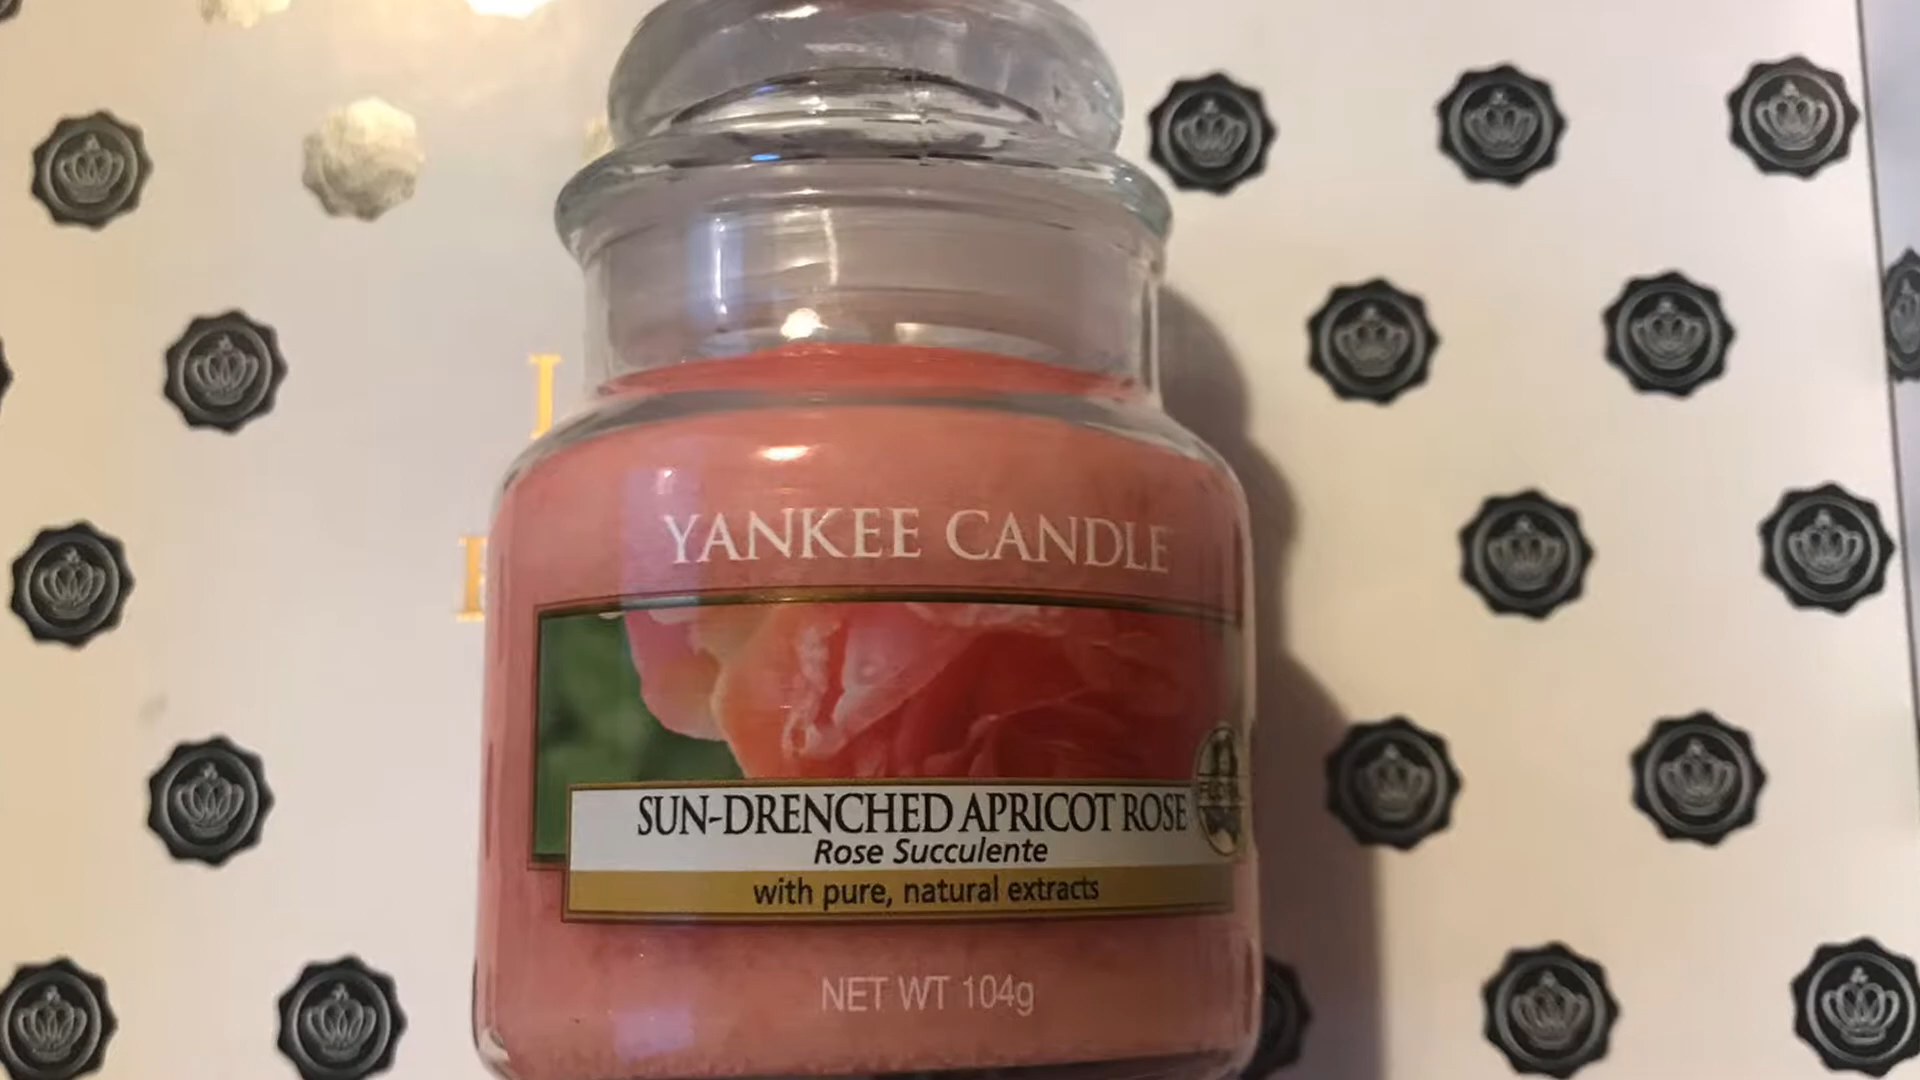 YANKEE CANDLE
SUN-DRENCHED APRICOT ROSE
Rose Succulente
with pure, natural extracts
NET WT 104g